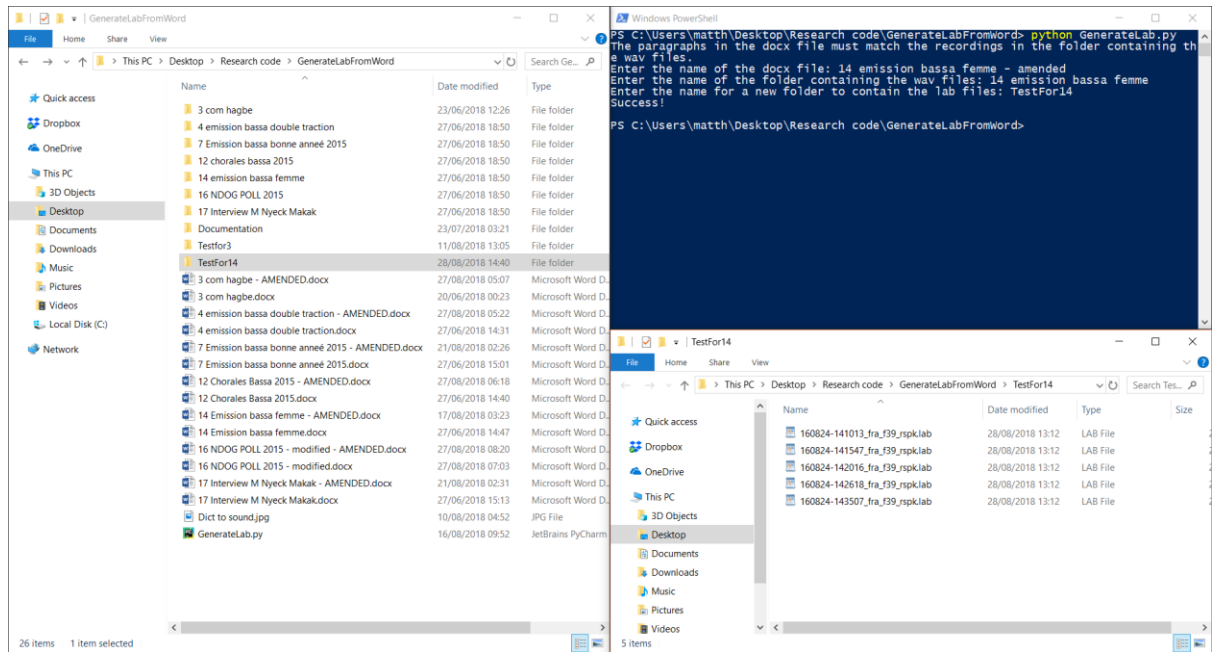 GenerateLabFromWord
File Home Share View
This PC > Desktop > Research code > GenerateLabFromWord
Search Ge...
Quick access
Dropbox
OneDrive
This PC
3D Objects
Desktop
Documents
Downloads
Music
Pictures
Videos
Local Disk (C:)
Network
Name Date modified Type
3 com hagbe 23/06/2018 12:26 File folder
4 emission bassa double traction 27/06/2018 18:50 File folder
7 Emission bassa bonne anneé 2015 27/06/2018 18:50 File folder
12 chorales bassa 2015 27/06/2018 18:50 File folder
14 emission bassa femme 27/06/2018 18:50 File folder
16 NDOG POLL 2015 27/06/2018 18:50 File folder
17 Interview M Nyeck Makak 27/06/2018 18:50 File folder
Documentation 23/07/2018 03:21 File folder
Testfor3 11/08/2018 13:05 File folder
TestFor14 28/08/2018 14:40 File folder
3 com hagbe - AMENDED.docx 27/08/2018 05:07 Microsoft Word D...
3 com hagbe.docx 20/06/2018 00:23 Microsoft Word D...
4 emission bassa double traction - AMENDED.docx 27/08/2018 05:22 Microsoft Word D...
4 emission bassa double traction.docx 27/06/2018 14:31 Microsoft Word D...
7 Emission bassa bonne anneé 2015 - AMENDED.docx 21/08/2018 02:26 Microsoft Word D...
7 Emission bassa bonne anneé 2015.docx 27/06/2018 15:01 Microsoft Word D...
12 Chorales Bassa 2015 - AMENDED.docx 27/08/2018 06:18 Microsoft Word D...
12 Chorales Bassa 2015.docx 27/06/2018 14:40 Microsoft Word D...
14 Emission bassa femme - AMENDED.docx 17/08/2018 03:23 Microsoft Word D...
14 Emission bassa femme.docx 27/06/2018 14:47 Microsoft Word D...
16 NDOG POLL 2015 - modified - AMENDED.docx 27/08/2018 08:20 Microsoft Word D...
16 NDOG POLL 2015 - modified.docx 27/08/2018 07:03 Microsoft Word D...
17 Interview M Nyeck Makak - AMENDED.docx 21/08/2018 02:31 Microsoft Word D...
17 Interview M Nyeck Makak.docx 27/06/2018 15:13 Microsoft Word D...
Dict to sound.jpg 10/08/2018 04:52 JPG File
GenerateLab.py 16/08/2018 09:52 JetBrains PyCharm
26 items 1 item selected
Windows PowerShell
PS C:\Users\matth\Desktop\Research code\GenerateLabFromWord> python GenerateLab.py
The paragraphs in the docx file must match the recordings in the folder containing th
e wav files.
Enter the name of the docx file: 14 emission bassa femme - amended
Enter the name of the folder containing the wav files: 14 emission bassa femme
Enter the name for a new folder to contain the lab files: TestFor14
Success!
PS C:\Users\matth\Desktop\Research code\GenerateLabFromWord>
TestFor14
File Home Share View
This PC > Desktop > Research code > GenerateLabFromWord > TestFor14
Search Tes...
Quick access
Dropbox
OneDrive
This PC
3D Objects
Desktop
Documents
Downloads
Music
Pictures
Videos
Name Date modified Type Size
160824-141013_fra_f39_rspk.lab 28/08/2018 13:12 LAB File
160824-141547_fra_f39_rspk.lab 28/08/2018 13:12 LAB File
160824-142016_fra_f39_rspk.lab 28/08/2018 13:12 LAB File
160824-142618_fra_f39_rspk.lab 28/08/2018 13:12 LAB File
160824-143507_fra_f39_rspk.lab 28/08/2018 13:12 LAB File
5 items